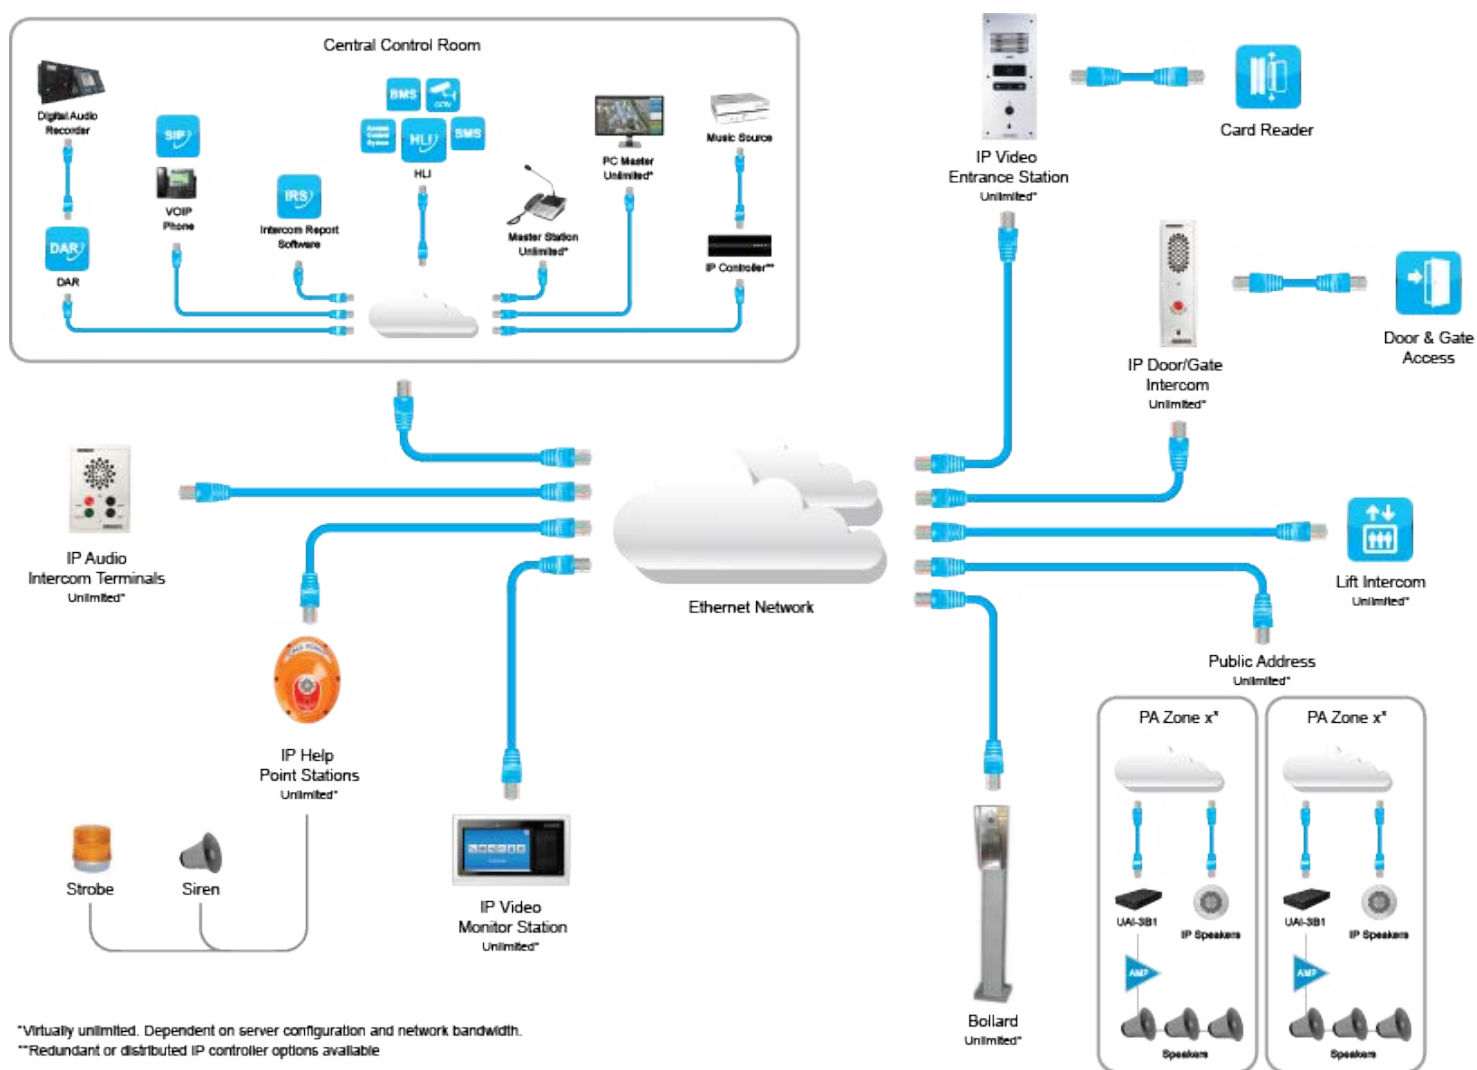 Central Control Room
Digital Audio
Recorder
DAR
DAR
SIP
VOIP
Phone
IRS
Intercom Report
Software
BMS
CCTV
Access
Control
System
HLI
SMS
HLI
Master Station
Unlimited*
PC Master
Unlimited*
Music Source
IP Controller**
IP Video
Entrance Station
Unlimited*
Card Reader
IP Door/Gate
Intercom
Unlimited*
Door & Gate
Access
IP Audio
Intercom Terminals
Unlimited*
Ethernet Network
Lift Intercom
Unlimited*
IP Help
Point Stations
Unlimited*
Strobe
Siren
IP Video
Monitor Station
Unlimited*
Bollard
Unlimited*
Public Address
Unlimited*
PA Zone x*
UAI-3B1
IP Speakers
AMP
Speakers
PA Zone x*
UAI-3B1
IP Speakers
AMP
Speakers
*Virtually unlimited. Dependent on server configuration and network bandwidth.
**Redundant or distributed IP controller options available